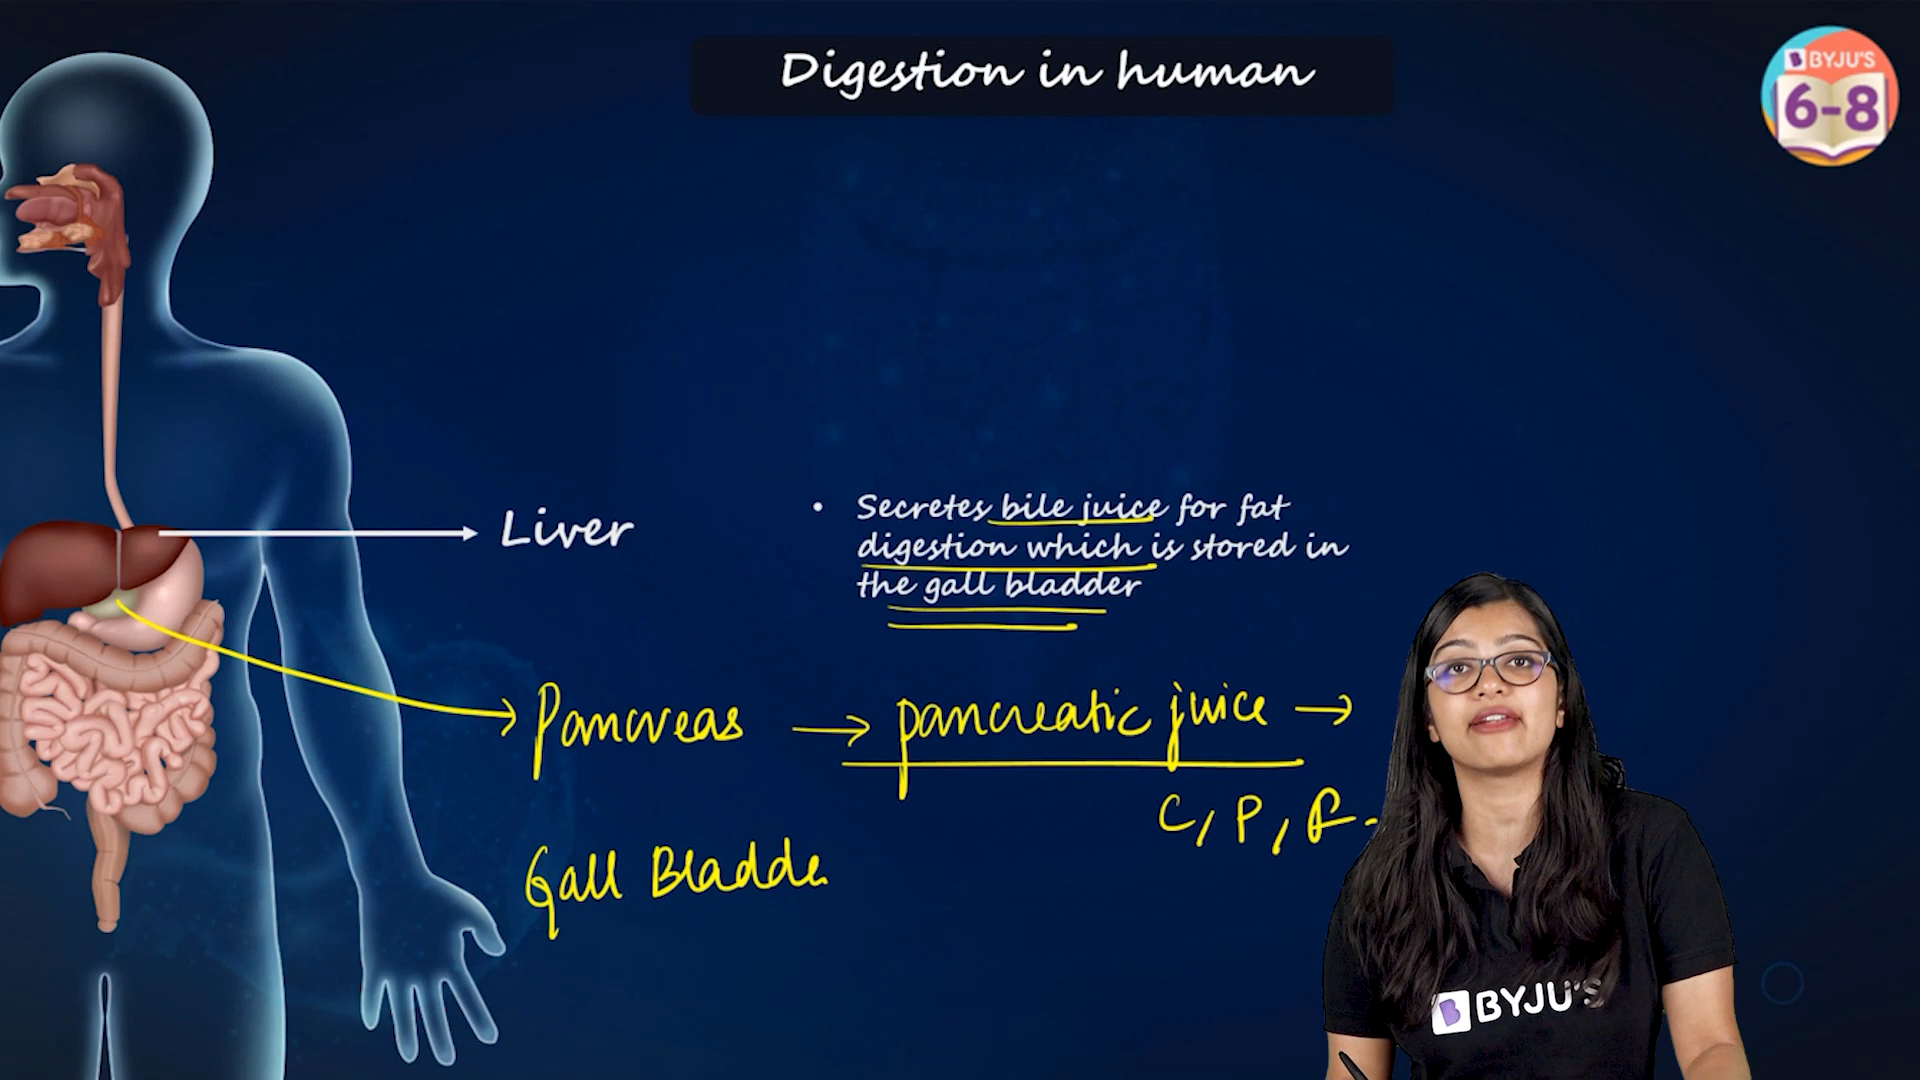 Digestion in human
BYJU'S
6-8
Liver
• Secretes bile juice for fat
digestion which is stored in
the gall bladder
Pancreas → pancreatic juice →
C, P, F.
Gall Bladder
BYJU'S